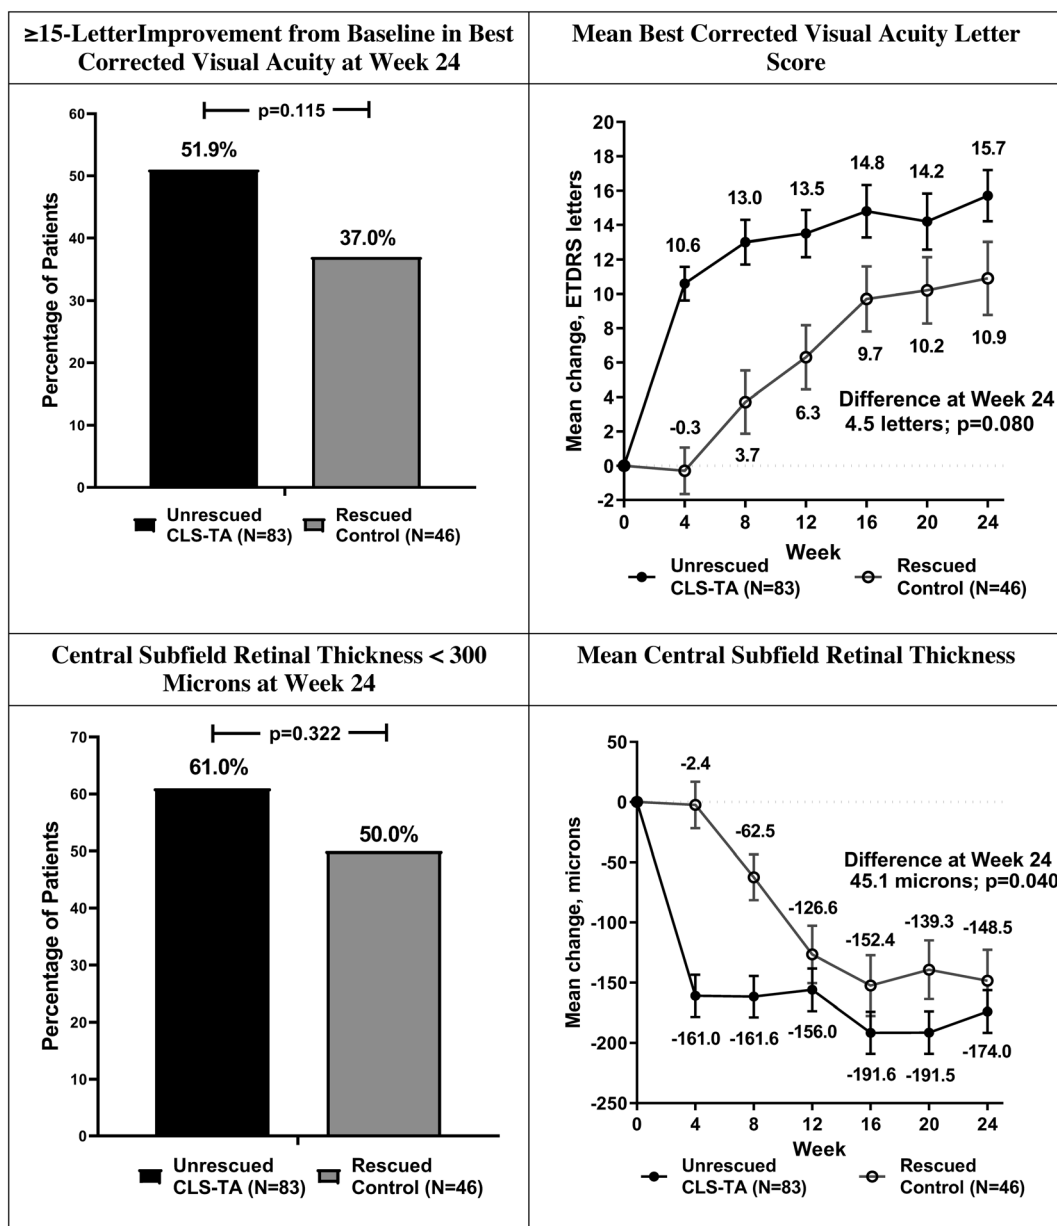 ≥15-LetterImprovement from Baseline in Best
Corrected Visual Acuity at Week 24
p=0.115
60
50
40
30
20
10
0
Percentage of Patients
51.9%
37.0%
Unrescued
CLS-TA (N=83)
Rescued
Control (N=46)
Mean Best Corrected Visual Acuity Letter
Score
20
18
16
14
12
10
8
6
4
2
0
-2
Mean change, ETDRS letters
10.6
13.0
13.5
14.8
14.2
15.7
-0.3
3.7
6.3
9.7
10.2
10.9
Difference at Week 24
4.5 letters; p=0.080
0
4
8
12
16
20
24
Week
Unrescued
CLS-TA (N=83)
Rescued
Control (N=46)
Central Subfield Retinal Thickness < 300
Microns at Week 24
p=0.322
70
60
50
40
30
20
10
0
Percentage of Patients
61.0%
50.0%
Unrescued
CLS-TA (N=83)
Rescued
Control (N=46)
Mean Central Subfield Retinal Thickness
50
0
-50
-100
-150
-200
-250
Mean change, microns
-2.4
-62.5
-126.6
-152.4
-139.3
-148.5
Difference at Week 24
45.1 microns; p=0.040
-161.0
-161.6
-156.0
-191.6
-191.5
-174.0
0
4
8
12
16
20
24
Week
Unrescued
CLS-TA (N=83)
Rescued
Control (N=46)